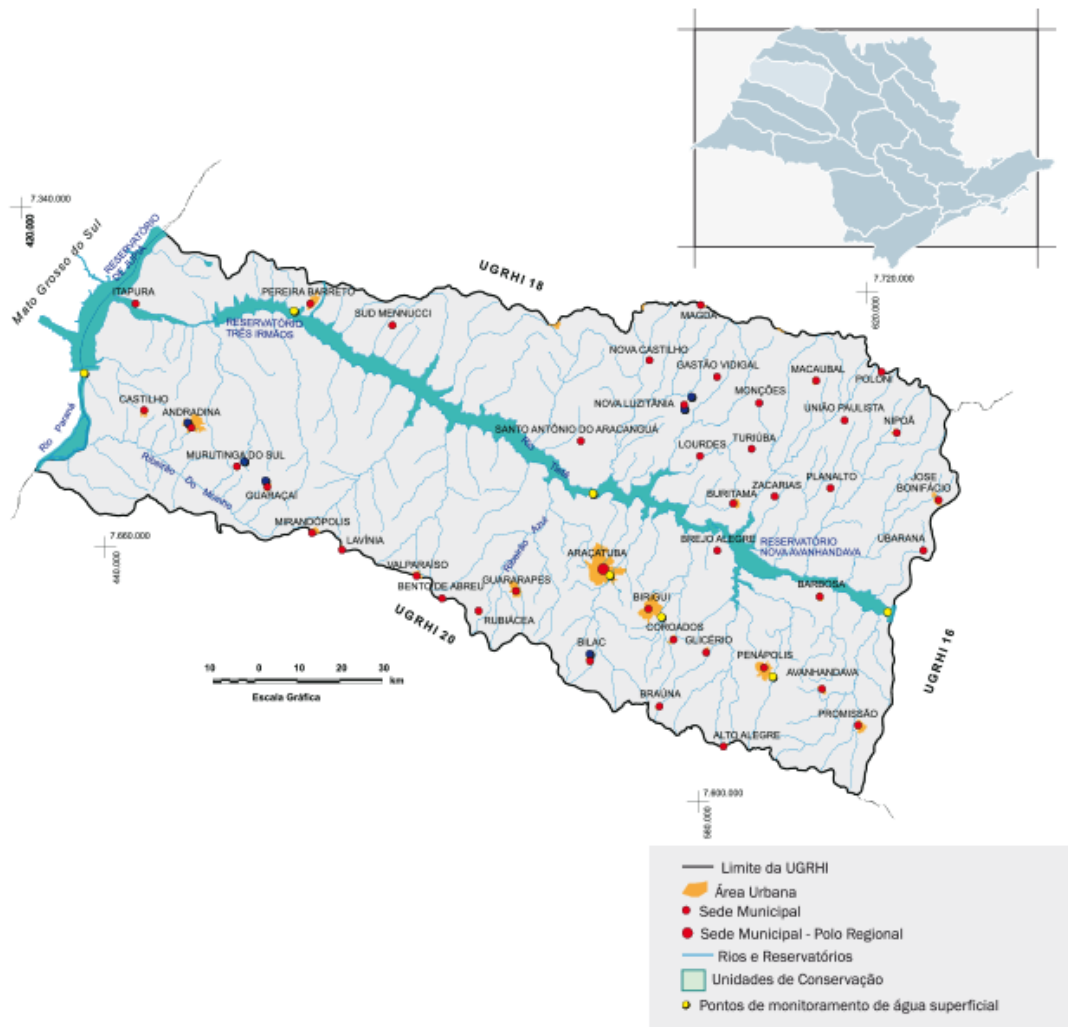 7.340.000
420.000
Mato Grosso do Sul
RESERVATÓRIO
DE JUPIÁ
UGRHI 18
7.720.000
620.000
ITAPURA
PEREIRA BARRETO
SUD MENNUCCI
RESERVATÓRIO
TRÊS IRMÃOS
MAGDA
NOVA CASTILHO
GASTÃO VIDIGAL
MACAUBAL
POLONI
MONÇÕES
CASTILHO
ANDRADINA
NOVA LUZITÂNIA
UNIÃO PAULISTA
NIPOÃ
Rio Paraná
SANTO ANTÔNIO DO ARACANGUÁ
Rio Tietê
LOURDES
TURIÚBA
MURUTINGA DO SUL
Ribeirão Do Moinho
GUARAÇAÍ
PLANALTO
JOSE
BONIFÁCIO
ZACARIAS
BURITAMA
MIRANDÓPOLIS
LAVÍNIA
7.660.000
440.000
Ribeirão Azul
BREJO ALEGRE
RESERVATÓRIO
NOVA AVANHANDAVA
UBARANA
ARAÇATUBA
VALPARAÍSO
BENTO DE ABREU
GUARARAPES
BARBOSA
BIRIGUI
RUBIÁCEA
UGRHI 20
COROADOS
GLICÉRIO
BILAC
PENÁPOLIS
AVANHANDAVA
UGRHI 16
10 0 10 20 30
km
Escala Gráfica
BRAÚNA
PROMISSÃO
ALTO ALEGRE
7.600.000
560.000
Limite da UGRHI
Área Urbana
Sede Municipal
Sede Municipal - Polo Regional
Rios e Reservatórios
Unidades de Conservação
Pontos de monitoramento de água superficial